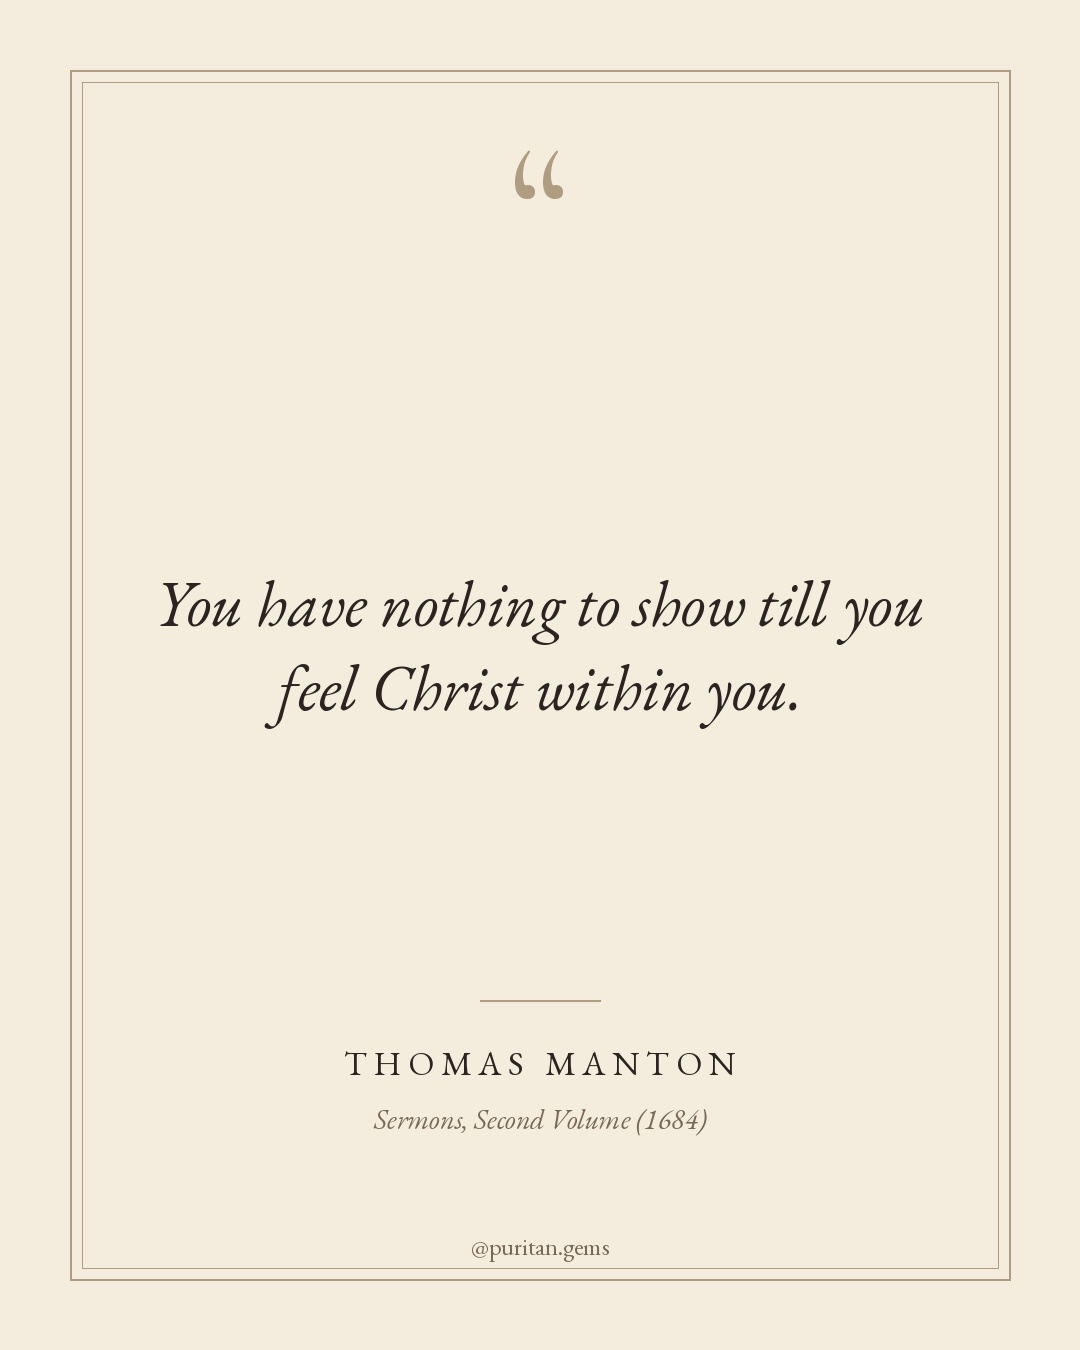 “
You have nothing to show till you
feel Christ within you.
THOMAS MANTON
Sermons, Second Volume (1684)
@puritan.gems